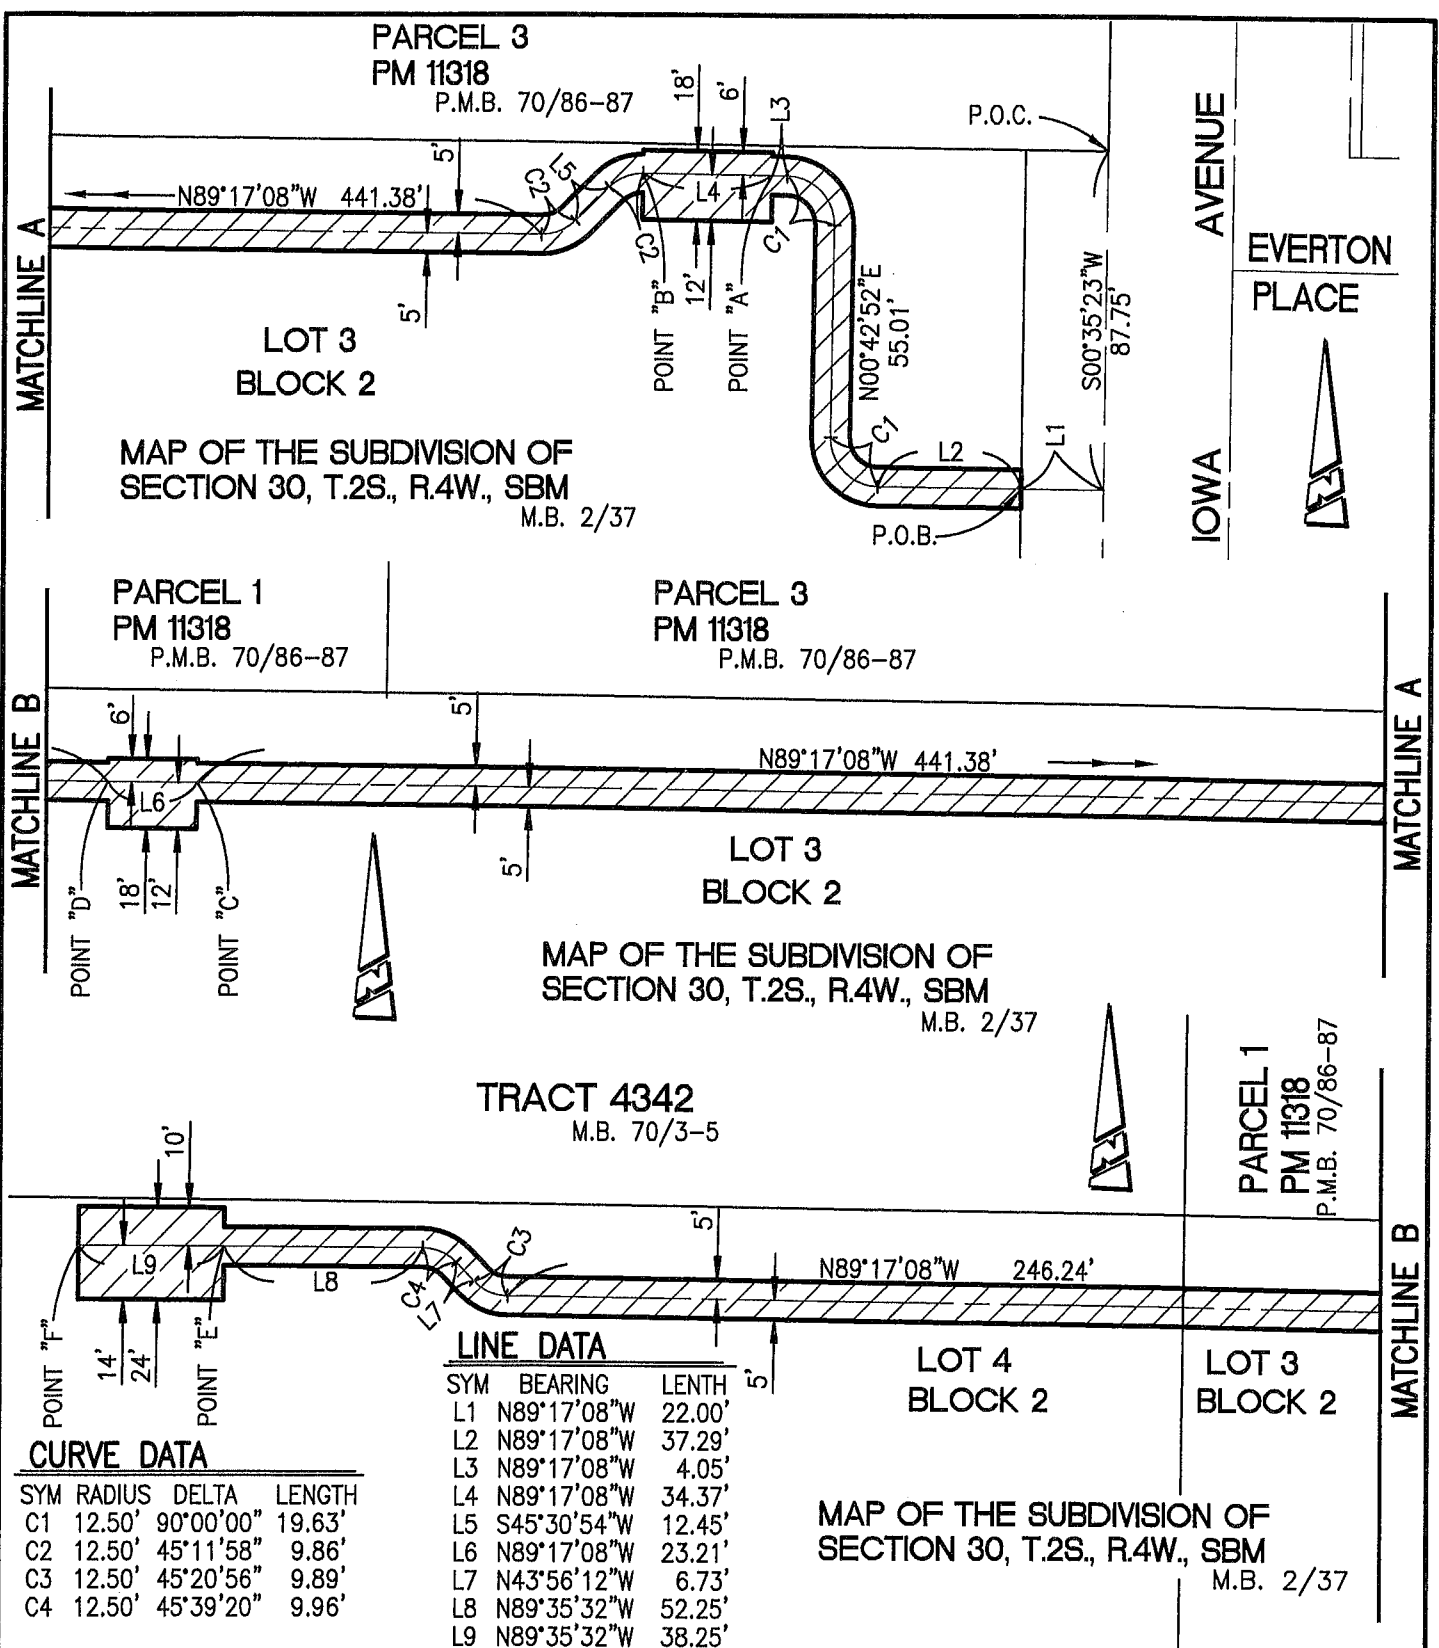 PARCEL 3
PM 11318
P.M.B. 70/86-87
18'
6'
L3
P.O.C.
AVENUE
5'
C2
L5
N89°17'08"W 441.38'
L4
C2
C1
12'
5'
POINT "B"
POINT "A"
N00°42'52"E
55.01'
S00°35'23"W
87.75'
EVERTON
PLACE
MATCHLINE A
LOT 3
BLOCK 2
C1
L2
L1
IOWA
N
MAP OF THE SUBDIVISION OF
SECTION 30, T.2S., R.4W., SBM
M.B. 2/37
P.O.B.
PARCEL 1
PM 11318
P.M.B. 70/86-87
PARCEL 3
PM 11318
P.M.B. 70/86-87
MATCHLINE B
6'
5'
N89°17'08"W 441.38'
MATCHLINE A
L6
18'
12'
5'
POINT "D"
POINT "C"
LOT 3
BLOCK 2
N
MAP OF THE SUBDIVISION OF
SECTION 30, T.2S., R.4W., SBM
M.B. 2/37
TRACT 4342
M.B. 70/3-5
N
PARCEL 1
PM 11318
P.M.B. 70/86-87
10'
5'
L9
L8
C4
L7
C3
N89°17'08"W 246.24'
MATCHLINE B
POINT "F"
14'
24'
POINT "E"
5'
LOT 4
BLOCK 2
LOT 3
BLOCK 2
LINE DATA
SYM BEARING LENTH
L1 N89°17'08"W 22.00'
L2 N89°17'08"W 37.29'
L3 N89°17'08"W 4.05'
L4 N89°17'08"W 34.37'
L5 S45°30'54"W 12.45'
L6 N89°17'08"W 23.21'
L7 N43°56'12"W 6.73'
L8 N89°35'32"W 52.25'
L9 N89°35'32"W 38.25'
CURVE DATA
SYM RADIUS DELTA LENGTH
C1 12.50' 90°00'00" 19.63'
C2 12.50' 45°11'58" 9.86'
C3 12.50' 45°20'56" 9.89'
C4 12.50' 45°39'20" 9.96'
MAP OF THE SUBDIVISION OF
SECTION 30, T.2S., R.4W., SBM
M.B. 2/37